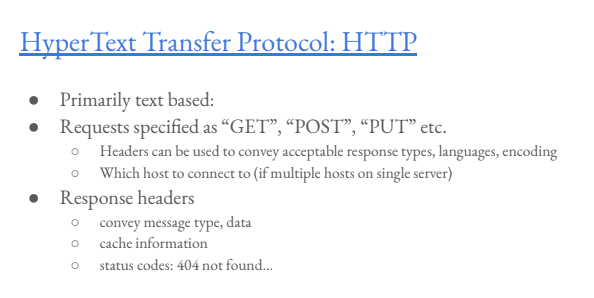 HyperText Transfer Protocol: HTTP
● Primarily text based:
● Requests specified as “GET”, “POST”, “PUT” etc.
○ Headers can be used to convey acceptable response types, languages, encoding
○ Which host to connect to (if multiple hosts on single server)
● Response headers
○ convey message type, data
○ cache information
○ status codes: 404 not found...